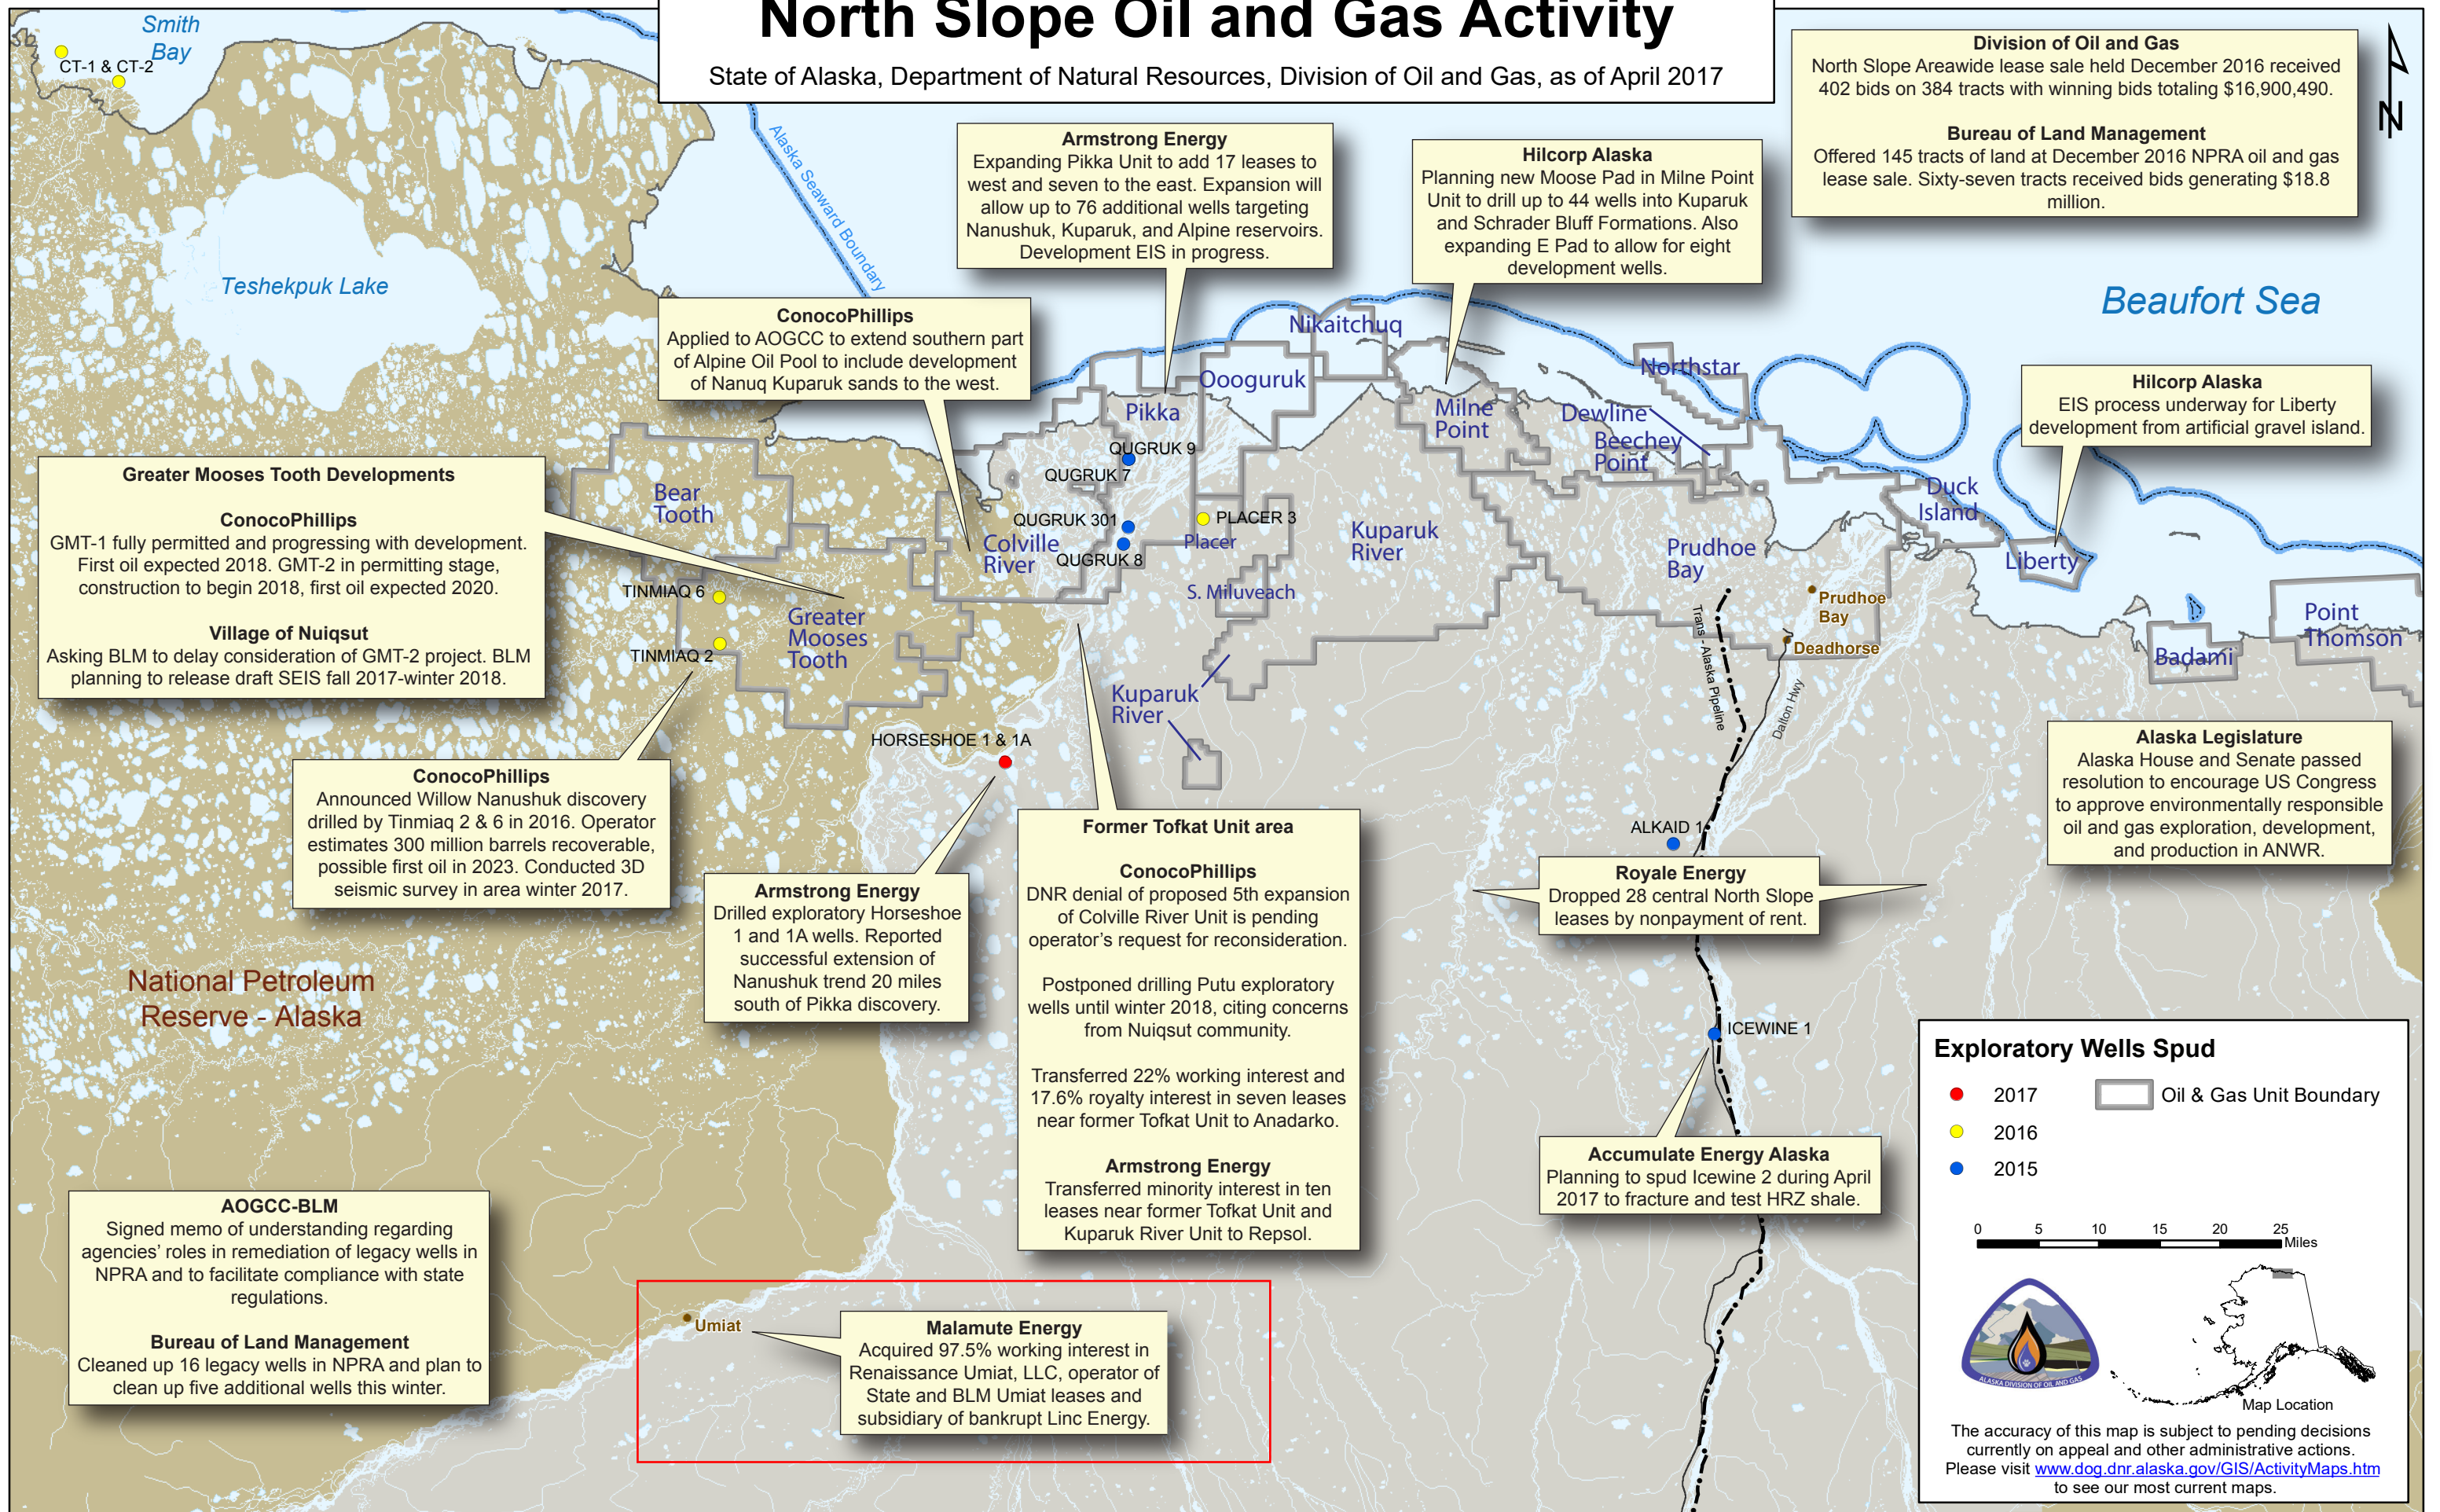 North Slope Oil and Gas Activity
State of Alaska, Department of Natural Resources, Division of Oil and Gas, as of April 2017
Smith
Bay
CT-1 & CT-2
Teshekpuk Lake
Alaska Seaward Boundary
Division of Oil and Gas
North Slope Areawide lease sale held December 2016 received
402 bids on 384 tracts with winning bids totaling $16,900,490.
Bureau of Land Management
Offered 145 tracts of land at December 2016 NPRA oil and gas
lease sale. Sixty-seven tracts received bids generating $18.8
million.
N
Armstrong Energy
Expanding Pikka Unit to add 17 leases to
west and seven to the east. Expansion will
allow up to 76 additional wells targeting
Nanushuk, Kuparuk, and Alpine reservoirs.
Development EIS in progress.
Hilcorp Alaska
Planning new Moose Pad in Milne Point
Unit to drill up to 44 wells into Kuparuk
and Schrader Bluff Formations. Also
expanding E Pad to allow for eight
development wells.
Beaufort Sea
ConocoPhillips
Applied to AOGCC to extend southern part
of Alpine Oil Pool to include development
of Nanuq Kuparuk sands to the west.
Hilcorp Alaska
EIS process underway for Liberty
development from artificial gravel island.
Nikaitchuq
Oooguruk
Pikka
Northstar
Milne
Point
Dewline
Beechey
Point
Duck
Island
Liberty
QUGRUK 9
QUGRUK 7
QUGRUK 301
QUGRUK 8
PLACER 3
Placer
Colville
River
Kuparuk
River
S. Miluveach
Prudhoe
Bay
Prudhoe
Bay
Deadhorse
Point
Thomson
Badami
Greater Mooses Tooth Developments
ConocoPhillips
GMT-1 fully permitted and progressing with development.
First oil expected 2018. GMT-2 in permitting stage,
construction to begin 2018, first oil expected 2020.
Village of Nuiqsut
Asking BLM to delay consideration of GMT-2 project. BLM
planning to release draft SEIS fall 2017-winter 2018.
Bear
Tooth
TINMIAQ 6
TINMIAQ 2
Greater
Mooses
Tooth
Kuparuk
River
Trans - Alaska Pipeline
Dalton Hwy
HORSESHOE 1 & 1A
ConocoPhillips
Announced Willow Nanushuk discovery
drilled by Tinmiaq 2 & 6 in 2016. Operator
estimates 300 million barrels recoverable,
possible first oil in 2023. Conducted 3D
seismic survey in area winter 2017.
Armstrong Energy
Drilled exploratory Horseshoe
1 and 1A wells. Reported
successful extension of
Nanushuk trend 20 miles
south of Pikka discovery.
Former Tofkat Unit area
ConocoPhillips
DNR denial of proposed 5th expansion
of Colville River Unit is pending
operator's request for reconsideration.
Postponed drilling Putu exploratory
wells until winter 2018, citing concerns
from Nuiqsut community.
Transferred 22% working interest and
17.6% royalty interest in seven leases
near former Tofkat Unit to Anadarko.
Armstrong Energy
Transferred minority interest in ten
leases near former Tofkat Unit and
Kuparuk River Unit to Repsol.
ALKAID 1
Royale Energy
Dropped 28 central North Slope
leases by nonpayment of rent.
Alaska Legislature
Alaska House and Senate passed
resolution to encourage US Congress
to approve environmentally responsible
oil and gas exploration, development,
and production in ANWR.
National Petroleum
Reserve - Alaska
ICEWINE 1
Accumulate Energy Alaska
Planning to spud Icewine 2 during April
2017 to fracture and test HRZ shale.
AOGCC-BLM
Signed memo of understanding regarding
agencies' roles in remediation of legacy wells in
NPRA and to facilitate compliance with state
regulations.
Bureau of Land Management
Cleaned up 16 legacy wells in NPRA and plan to
clean up five additional wells this winter.
Umiat
Malamute Energy
Acquired 97.5% working interest in
Renaissance Umiat, LLC, operator of
State and BLM Umiat leases and
subsidiary of bankrupt Linc Energy.
Exploratory Wells Spud
2017
Oil & Gas Unit Boundary
2016
2015
0 5 10 15 20 25
Miles
ALASKA DIVISION OF OIL AND GAS
Map Location
The accuracy of this map is subject to pending decisions
currently on appeal and other administrative actions.
Please visit www.dog.dnr.alaska.gov/GIS/ActivityMaps.htm
to see our most current maps.